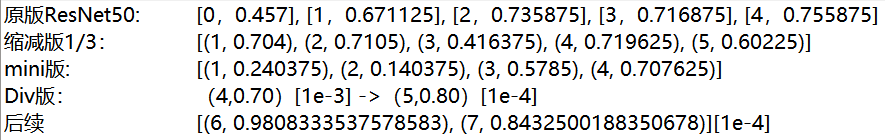 原版ResNet50: [0，0.457]，[1，0.671125]，[2，0.735875]，[3，0.716875]，[4，0.755875]
缩减版1/3： [(1, 0.704), (2, 0.7105), (3, 0.416375), (4, 0.719625), (5, 0.60225)]
mini版: [(1, 0.240375), (2, 0.140375), (3, 0.5785), (4, 0.707625)]
Div版： （4,0.70）[1e-3] -> （5,0.80）[1e-4]
后续 [(6, 0.9808333537578583), (7, 0.8432500188350678)][1e-4]